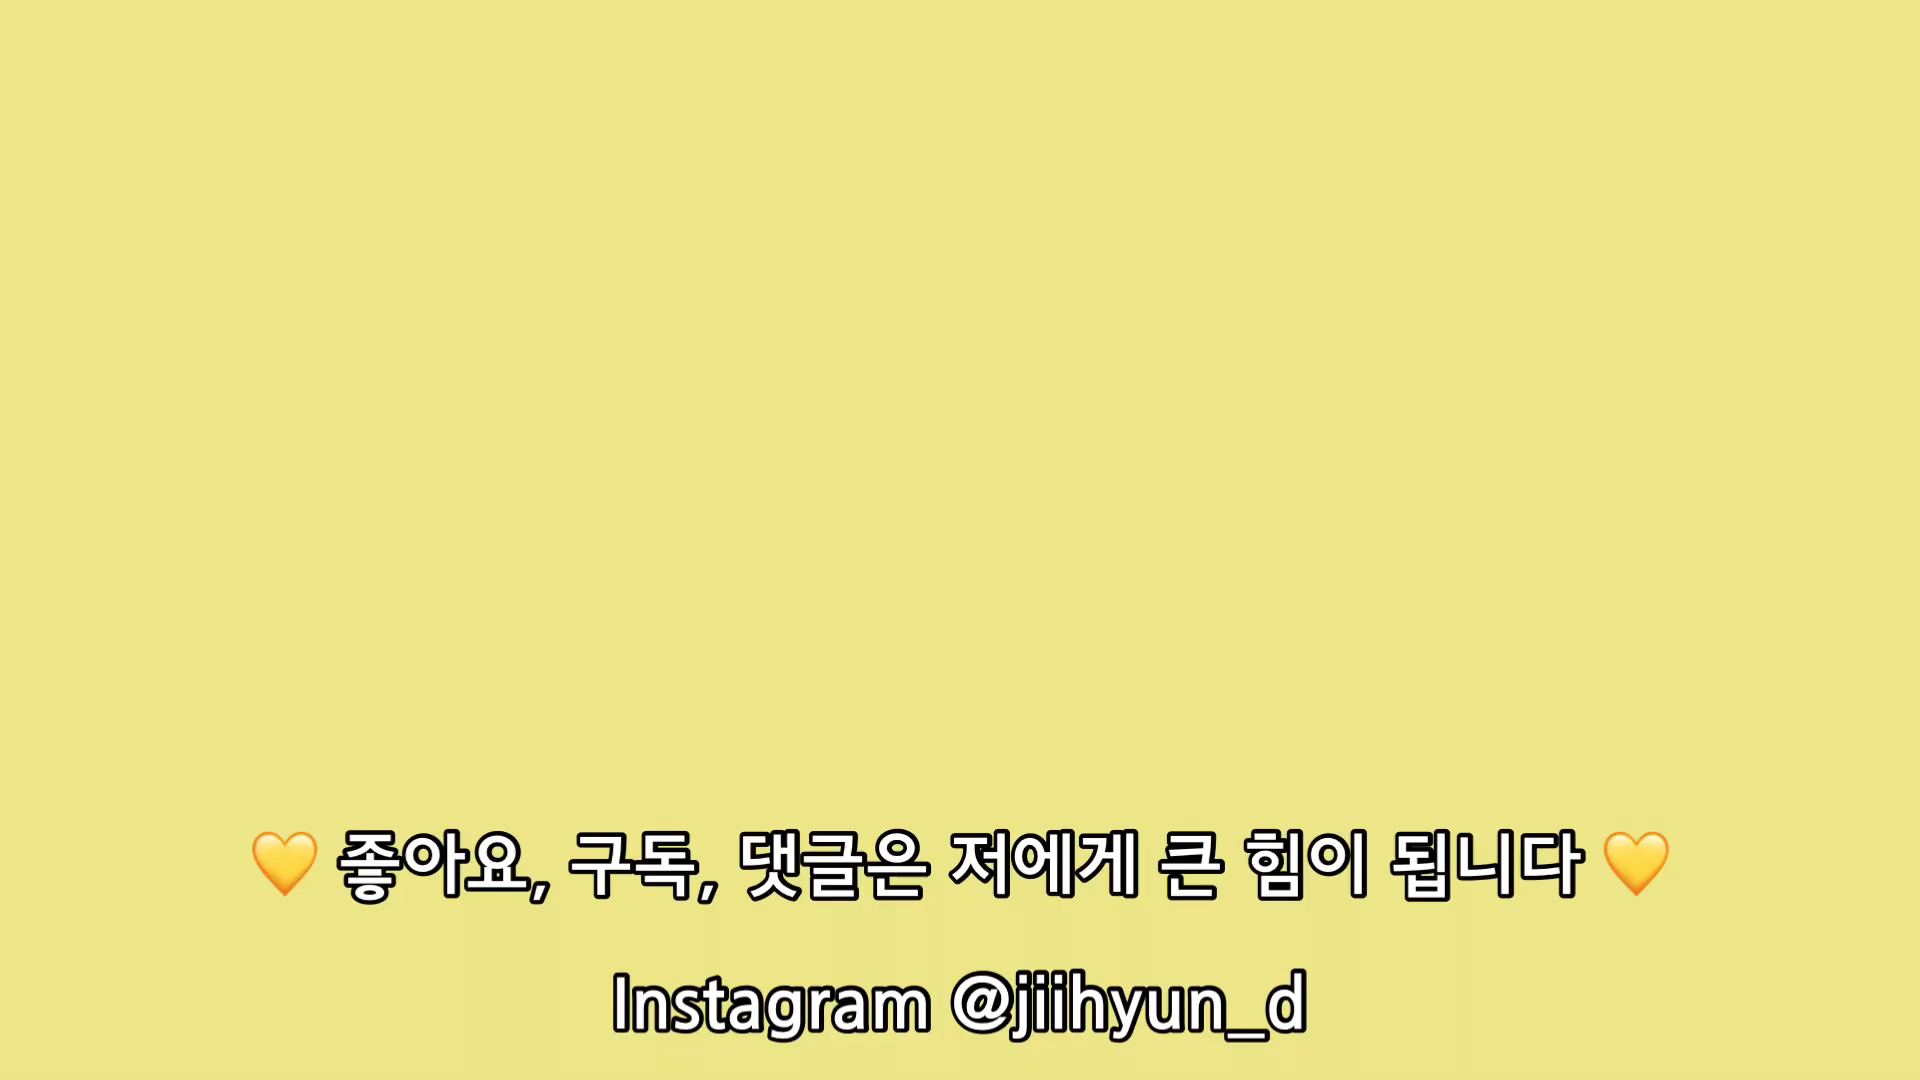 💛 좋아요, 구독, 댓글은 저에게 큰 힘이 됩니다 💛
Instagram @jiihyun_d